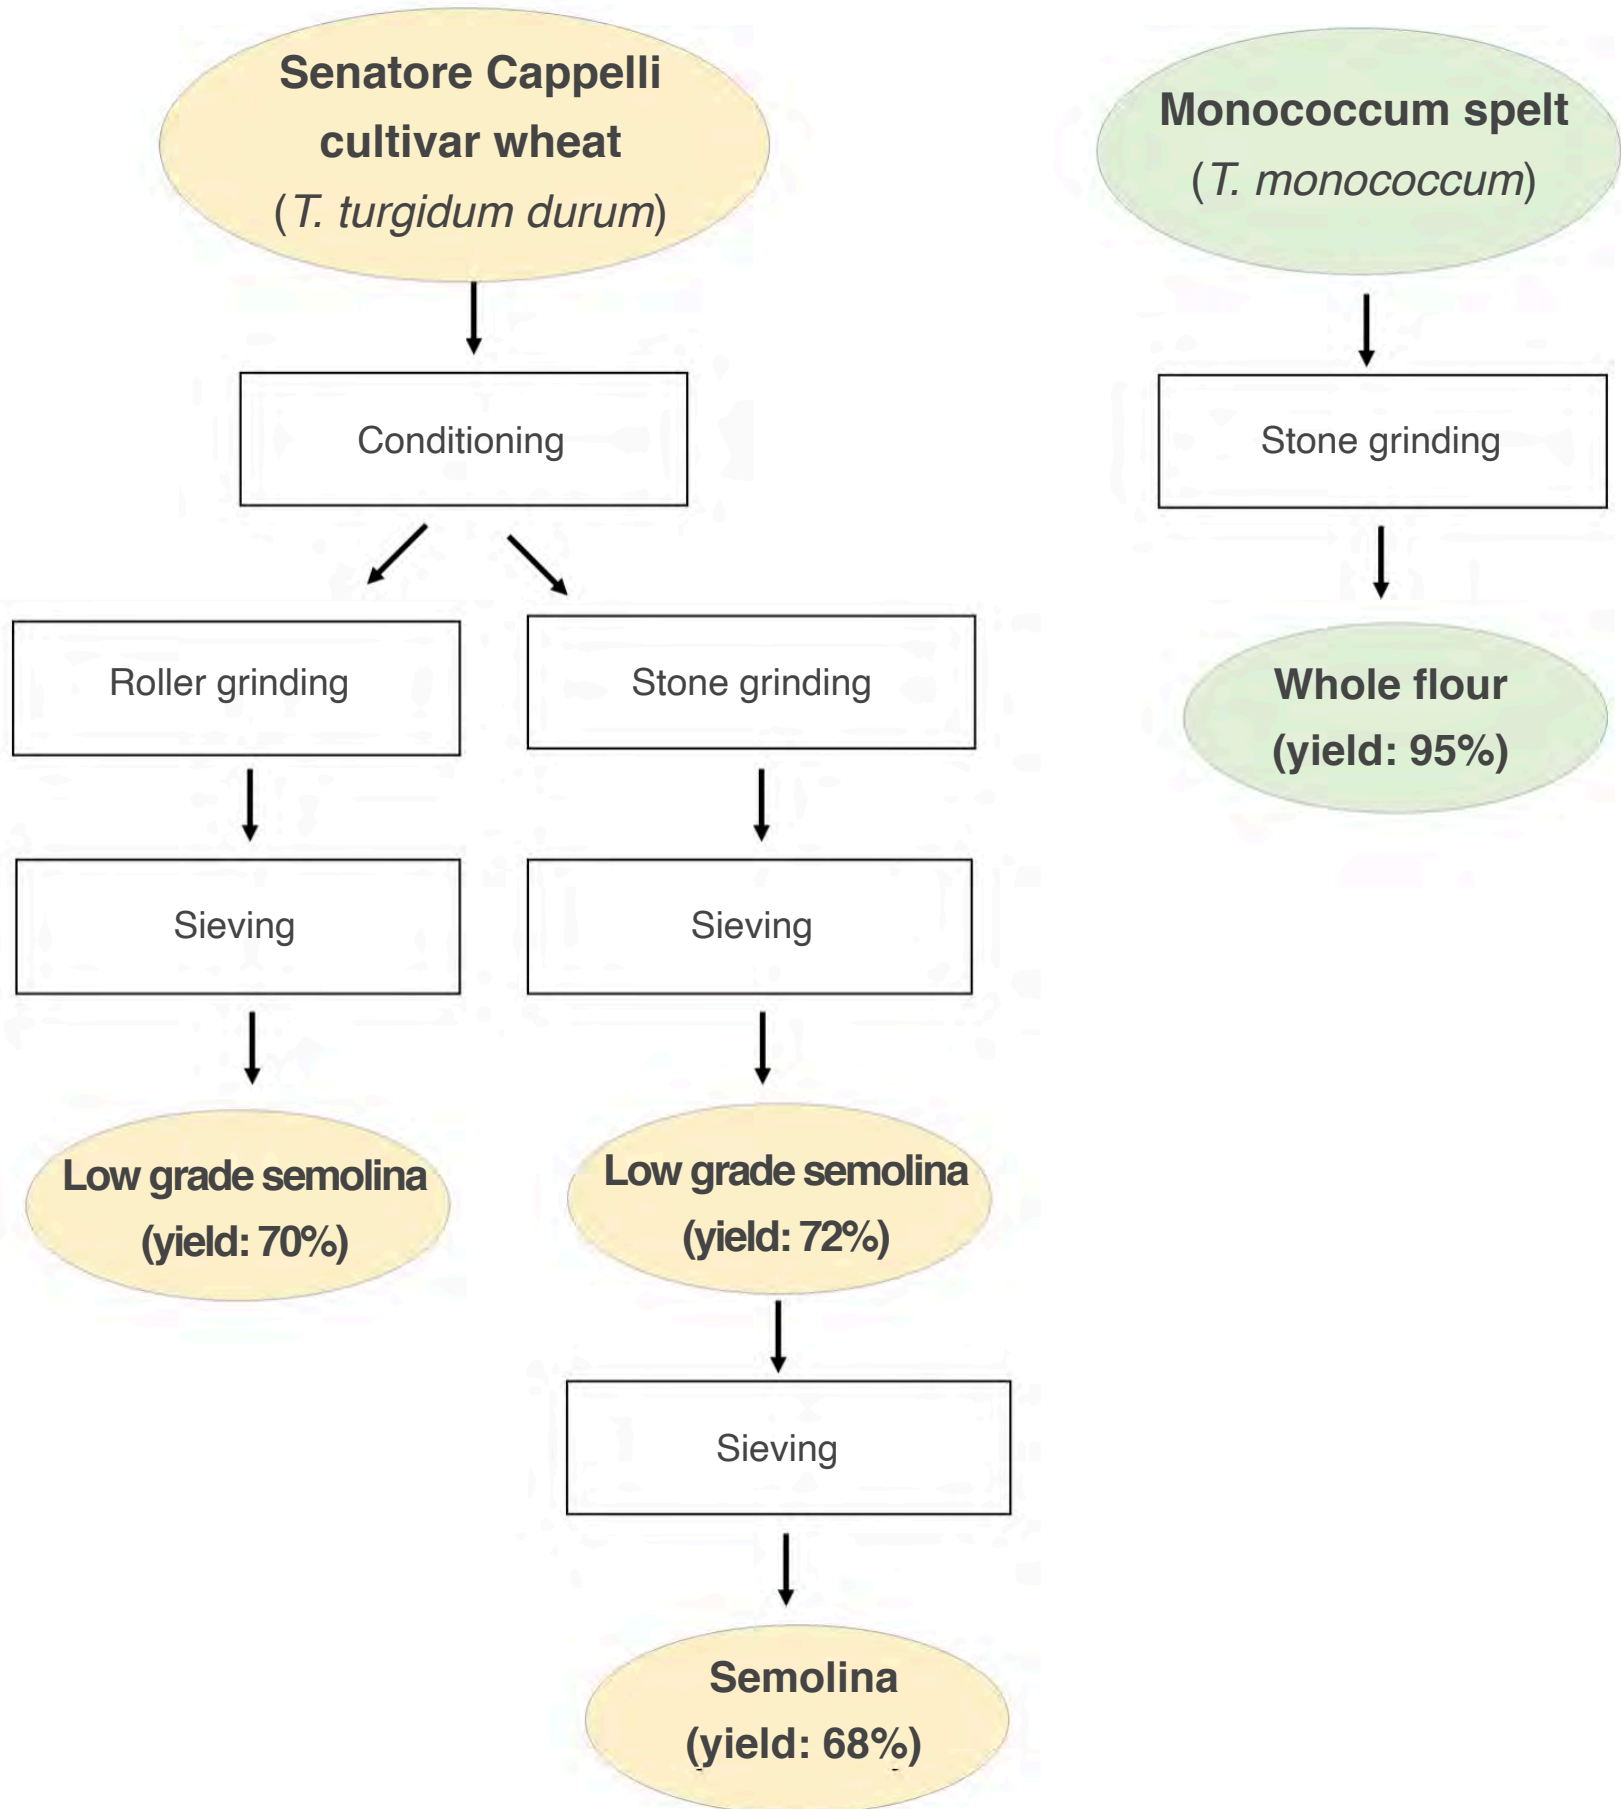 Senatore Cappelli
cultivar wheat
(T. turgidum durum)
Monococcum spelt
(T. monococcum)
Conditioning
Stone grinding
Roller grinding
Stone grinding
Whole flour
(yield: 95%)
Sieving
Sieving
Low grade semolina
(yield: 70%)
Low grade semolina
(yield: 72%)
Sieving
Semolina
(yield: 68%)